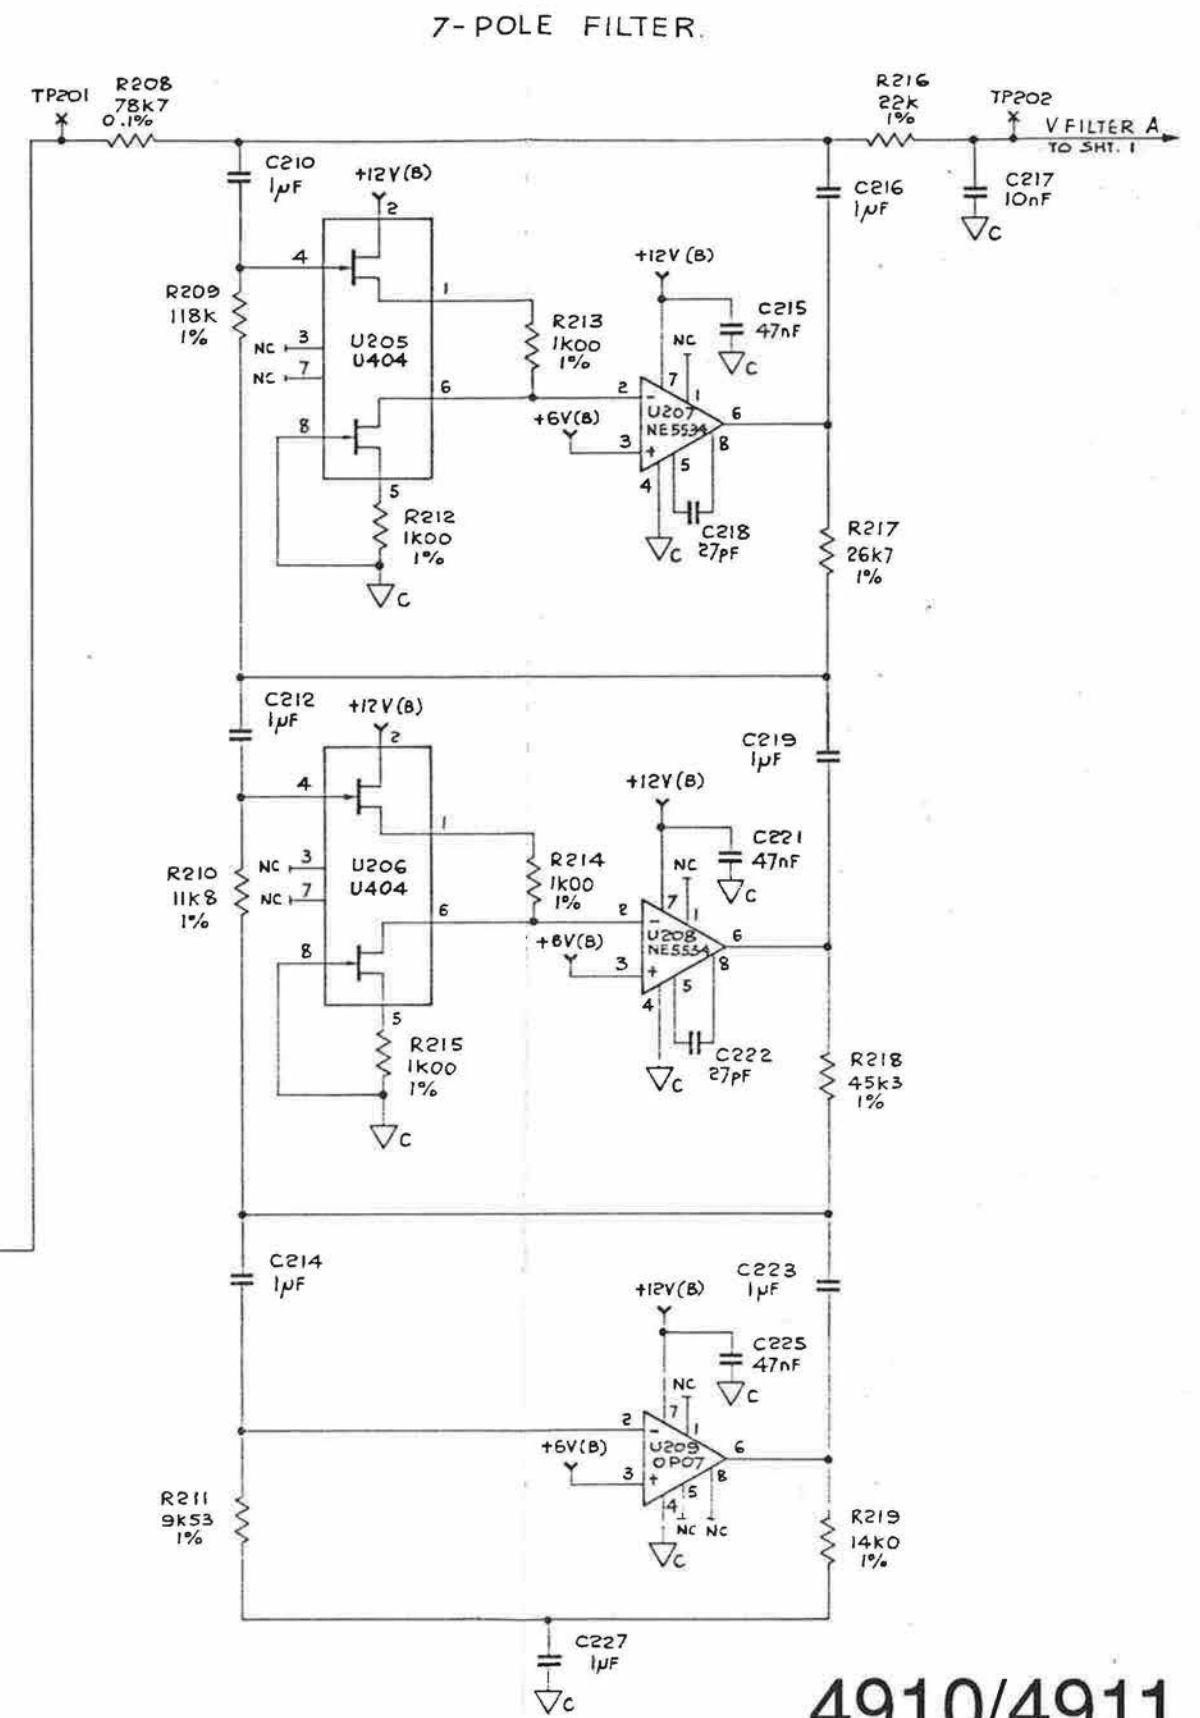 7-POLE FILTER.
TP201
R208
78K7
0.1%
R216
22K
1%
TP202
V FILTER A
TO SHT. 1
C210
1µF
+12V(B)
2
C216
1µF
C217
10nF
C
4
1
R209
118K
1%
NC 3
NC 7
U205
U404
R213
1K00
1%
+12V(B)
C215
47nF
C
NC
6
2
7
1
-
U207
NE5534
6
+6V(B)
3
+
8
5
4
8
5
R212
1K00
1%
C
C
C218
27pF
R217
26K7
1%
C212
1µF
+12V(B)
2
C219
1µF
4
1
+12V(B)
C221
47nF
C
R210
11K8
1%
NC 3
NC 7
U206
U404
R214
1K00
1%
NC
6
2
7
1
-
U208
NE5534
6
+6V(B)
3
+
8
5
4
8
5
R215
1K00
1%
C
C
C222
27pF
R218
45K3
1%
C214
1µF
+12V(B)
C223
1µF
C225
47nF
C
NC
2
7
1
-
U209
OP07
6
+6V(B)
3
+
8
5
4
NC NC
C
R211
9K53
1%
R219
14K0
1%
C227
1µF
C
4910/4911